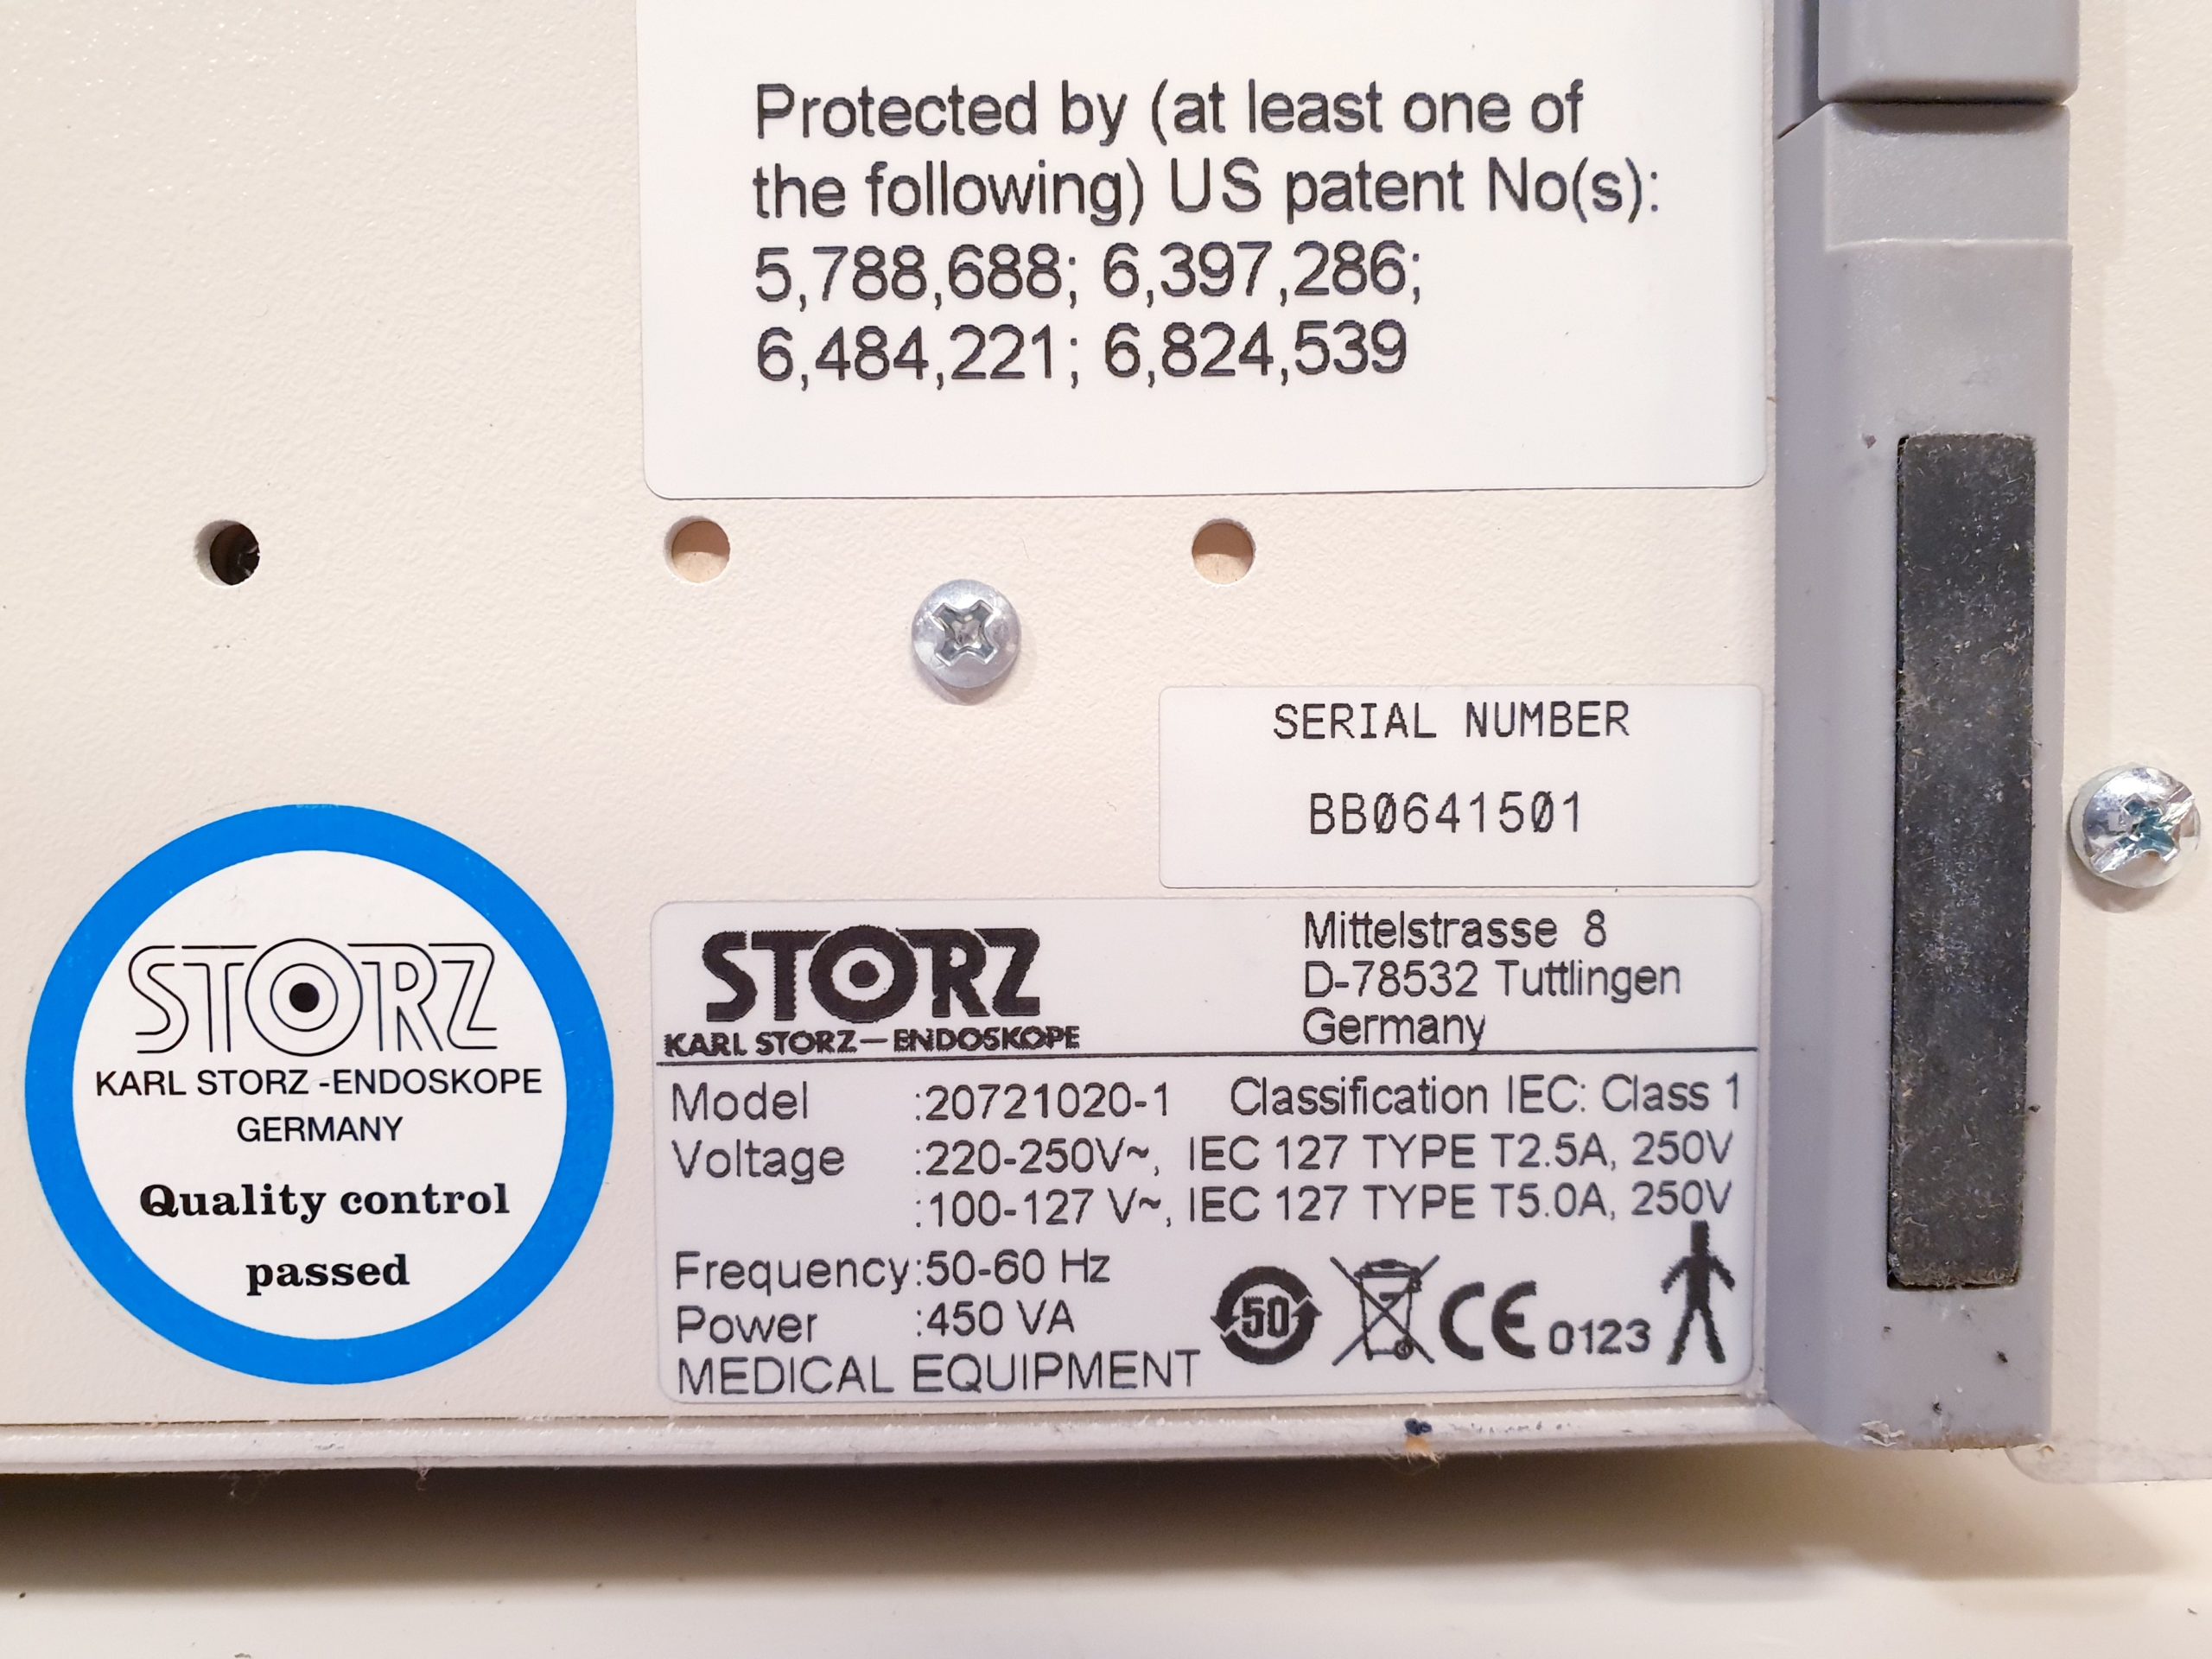 Protected by (at least one of
the following) US patent No(s):
5,788,688; 6,397,286;
6,484,221; 6,824,539
SERIAL NUMBER
BB0641501
STORZ
KARL STORZ -ENDOSKOPE
GERMANY
Quality control
passed
STORZ
KARL STORZ—ENDOSKOPE
Mittelstrasse 8
D-78532 Tuttlingen
Germany
Model :20721020-1 Classification IEC: Class 1
Voltage :220-250V~, IEC 127 TYPE T2.5A, 250V
:100-127 V~, IEC 127 TYPE T5.0A, 250V
Frequency:50-60 Hz
Power :450 VA
MEDICAL EQUIPMENT
50
CE 0123